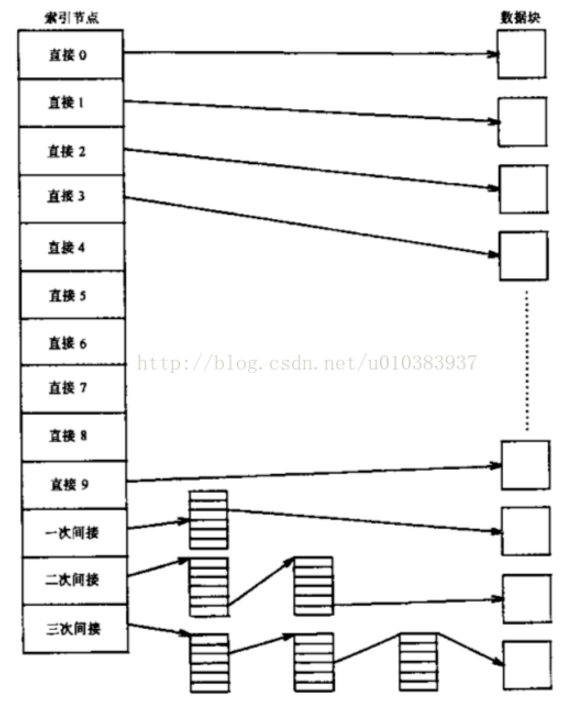 索引节点
数据块
直接 0
直接 1
直接 2
直接 3
直接 4
直接 5
直接 6
http://blog.csdn.net/u010383937
直接 7
直接 8
直接 9
一次间接
二次间接
三次间接